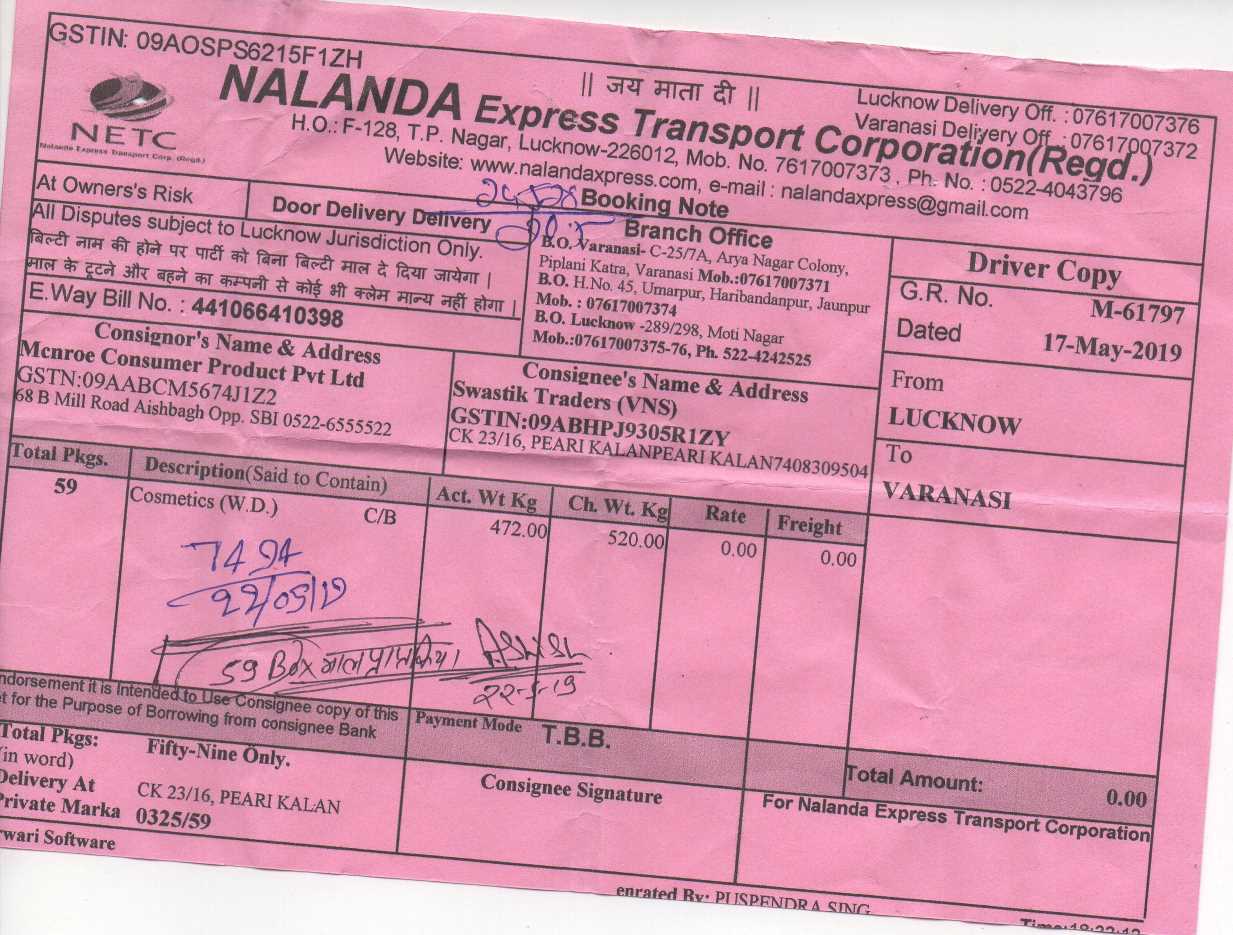 GSTIN: 09AOSPS6215F1ZH
|| जय माता दी ||
Lucknow Delivery Off. : 07617007376
Varanasi Delivery Off. : 07617007372
NETC
Nalanda Express Transport Corp. (Regd.)
NALANDA Express Transport Corporation(Regd.)
H.O.: F-128, T.P. Nagar, Lucknow-226012, Mob. No. 7617007373 , Ph. No. : 0522-4043796
Website: www.nalandaxpress.com, e-mail : nalandaxpress@gmail.com
At Owners's Risk
Door Delivery Delivery
Booking Note
All Disputes subject to Lucknow Jurisdiction Only.
बिल्टी नाम की होने पर पार्टी को बिना बिल्टी माल दे दिया जायेगा |
माल के टूटने और बहने का कम्पनी से कोई भी क्लेम मान्य नहीं होगा |
E.Way Bill No. : 441066410398
Branch Office
B.O. Varanasi- C-25/7A, Arya Nagar Colony,
Piplani Katra, Varanasi Mob.:07617007371
B.O. H.No. 45, Umarpur, Haribandanpur, Jaunpur
Mob. : 07617007374
B.O. Lucknow -289/298, Moti Nagar
Mob.:07617007375-76, Ph. 522-4242525
Driver Copy
G.R. No. M-61797
Dated 17-May-2019
Consignor's Name & Address
Mcnroe Consumer Product Pvt Ltd
GSTN:09AABCM5674J1Z2
68 B Mill Road Aishbagh Opp. SBI 0522-6555522
Consignee's Name & Address
Swastik Traders (VNS)
GSTIN:09ABHPJ9305R1ZY
CK 23/16, PEARI KALANPEARI KALAN7408309504
From
LUCKNOW
To
VARANASI
Total Pkgs. Description(Said to Contain) Act. Wt Kg Ch. Wt. Kg Rate Freight
59 Cosmetics (W.D.) C/B 472.00 520.00 0.00 0.00
22/05/19
59 Box माल प्राप्त किया।
22-5-19
ndorsement it is Intended to Use Consignee copy of this
et for the Purpose of Borrowing from consignee Bank
Payment Mode T.B.B.
Total Amount: 0.00
Total Pkgs: Fifty-Nine Only.
(in word)
Delivery At CK 23/16, PEARI KALAN
Private Marka 0325/59
Consignee Signature
For Nalanda Express Transport Corporation
rwari Software
enrated By: PUSPENDRA SING
Time:18:22:12